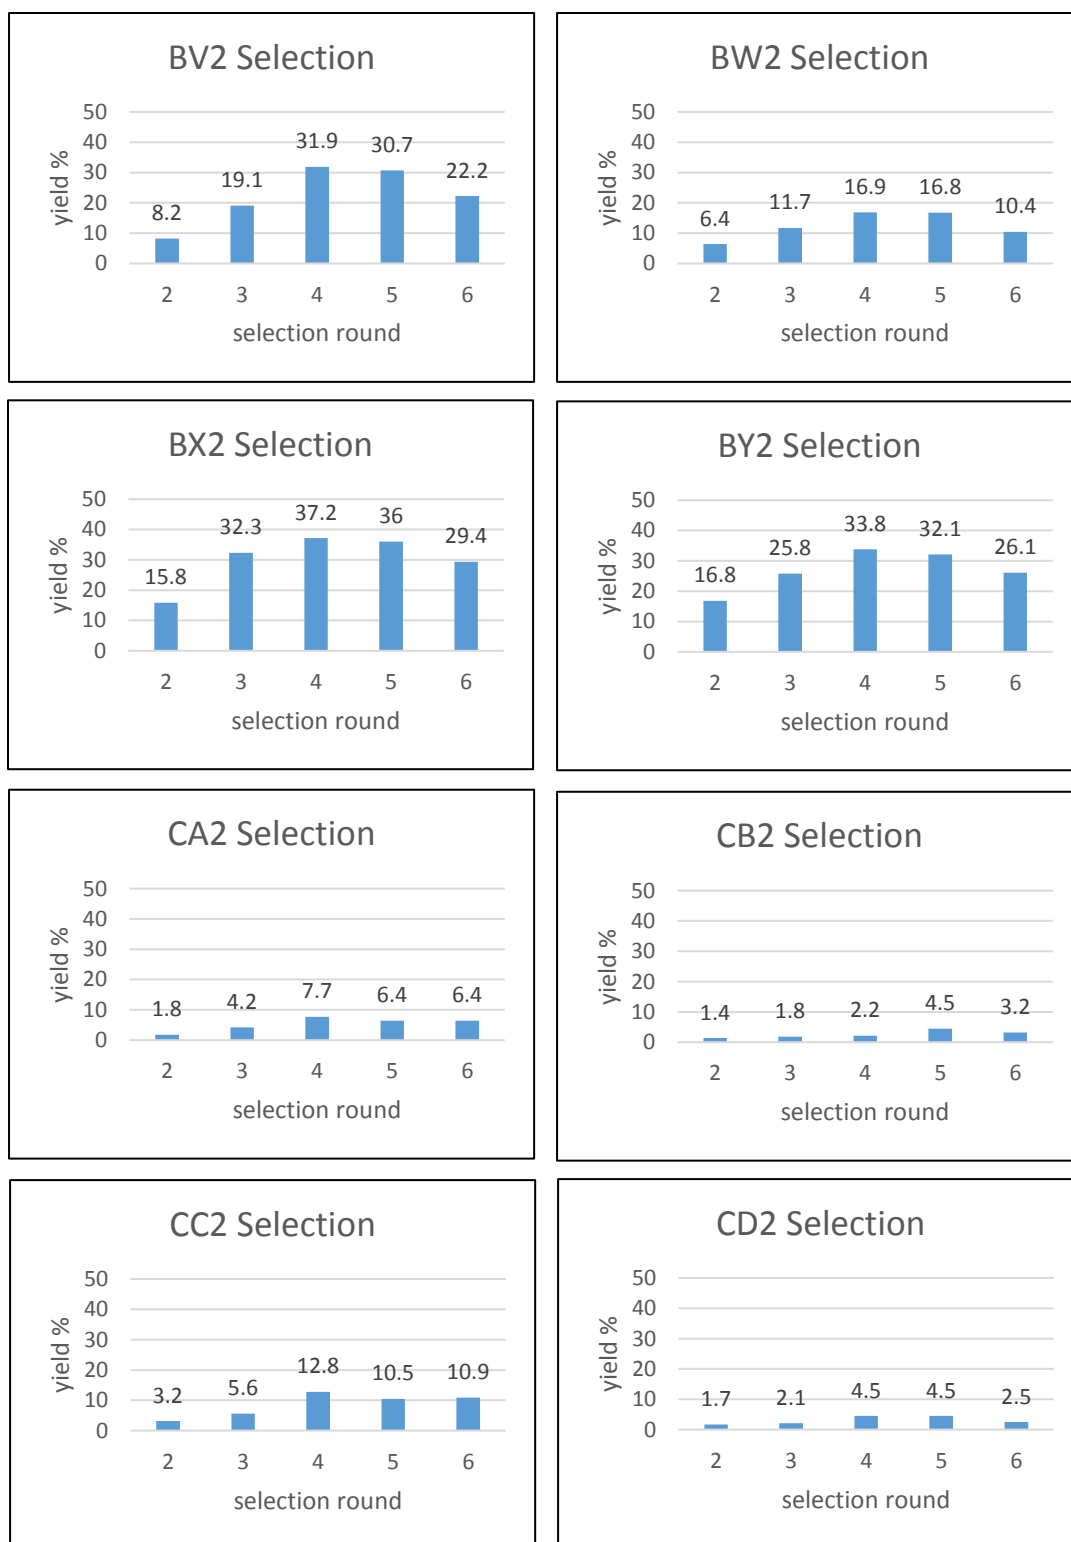 BV2 Selection
50
40
30
20
10
0
yield %
8.2
19.1
31.9
30.7
22.2
2 3 4 5 6
selection round
BW2 Selection
50
40
30
20
10
0
yield %
6.4
11.7
16.9
16.8
10.4
2 3 4 5 6
selection round
BX2 Selection
50
40
30
20
10
0
yield %
15.8
32.3
37.2
36
29.4
2 3 4 5 6
selection round
BY2 Selection
50
40
30
20
10
0
yield %
16.8
25.8
33.8
32.1
26.1
2 3 4 5 6
selection round
CA2 Selection
50
40
30
20
10
0
yield %
1.8
4.2
7.7
6.4
6.4
2 3 4 5 6
selection round
CB2 Selection
50
40
30
20
10
0
yield %
1.4
1.8
2.2
4.5
3.2
2 3 4 5 6
selection round
CC2 Selection
50
40
30
20
10
0
yield %
3.2
5.6
12.8
10.5
10.9
2 3 4 5 6
selection round
CD2 Selection
50
40
30
20
10
0
yield %
1.7
2.1
4.5
4.5
2.5
2 3 4 5 6
selection round